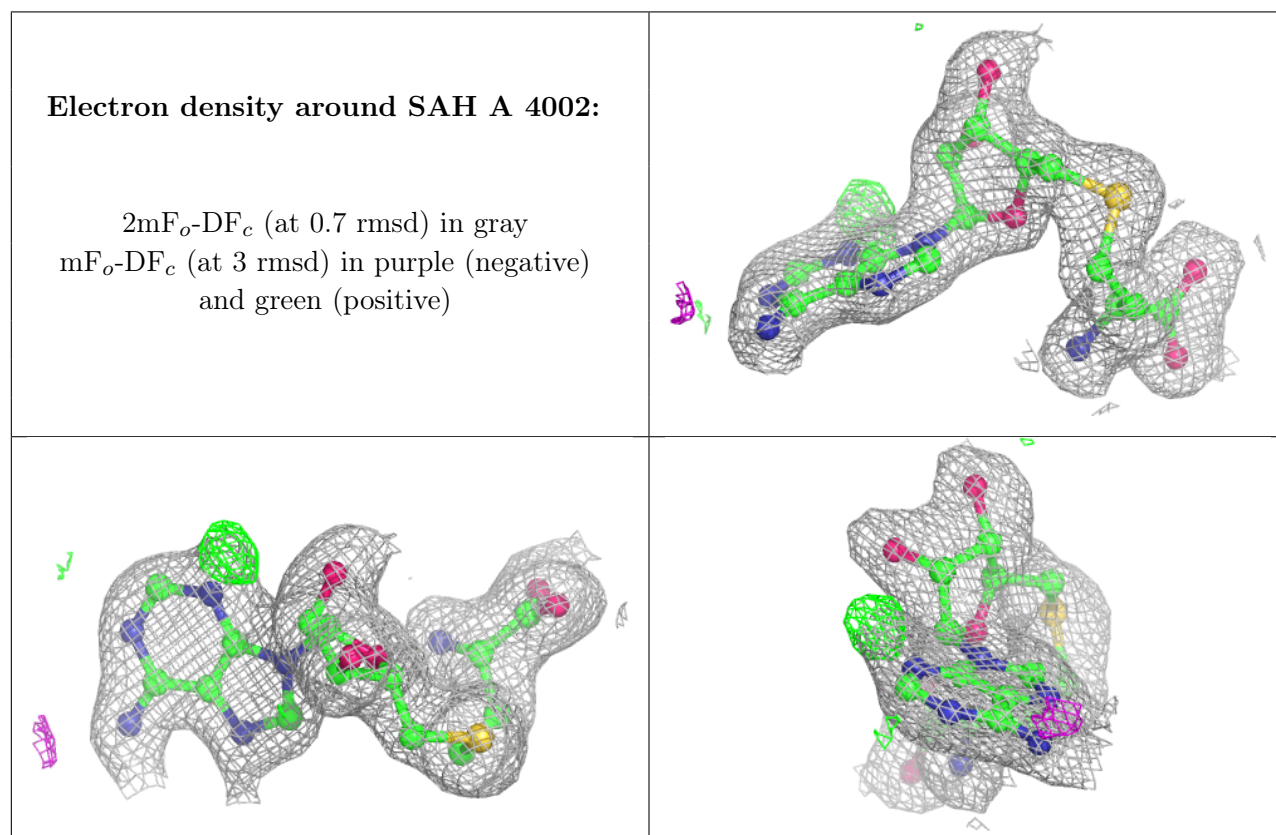 Electron density around SAH A 4002:
2mFo-DFc (at 0.7 rmsd) in gray
mFo-DFc (at 3 rmsd) in purple (negative)
and green (positive)